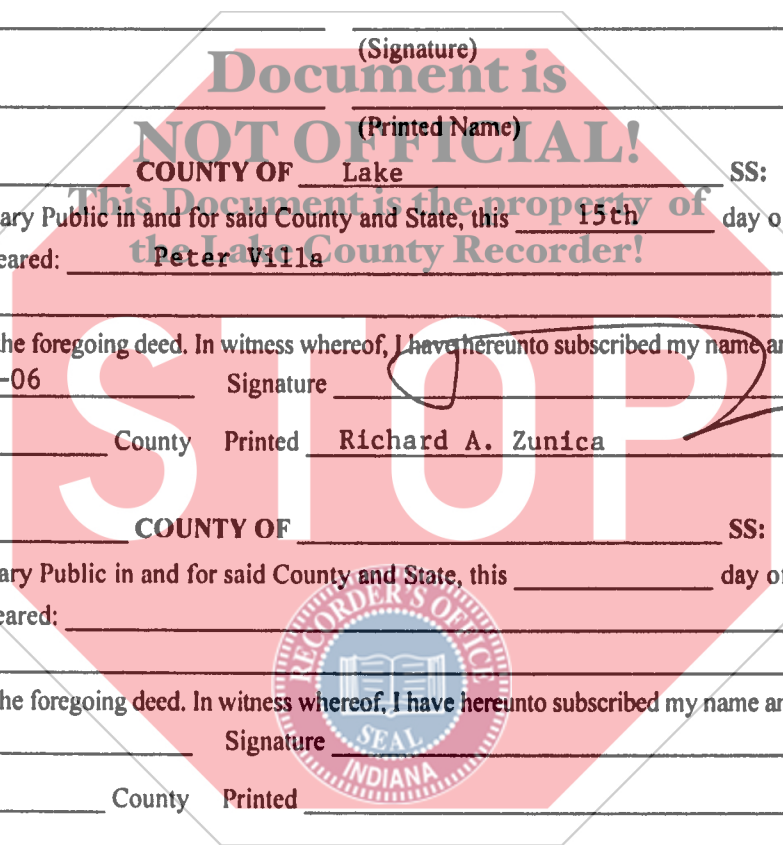 (Signature)
Document is
(Printed Name)
NOT OFFICIAL!
COUNTY OF Lake SS:
This Document is the property of
ary Public in and for said County and State, this 15th day o
the Lake County Recorder!
eared: Peter Villa
he foregoing deed. In witness whereof, I have hereunto subscribed my name an
-06 Signature
STOP
County Printed Richard A. Zunica
COUNTY OF SS:
ary Public in and for said County and State, this day of
eared:
he foregoing deed. In witness whereof, I have hereunto subscribed my name an
Signature
County Printed
RECORDER'S OFFICE
SEAL
INDIANA